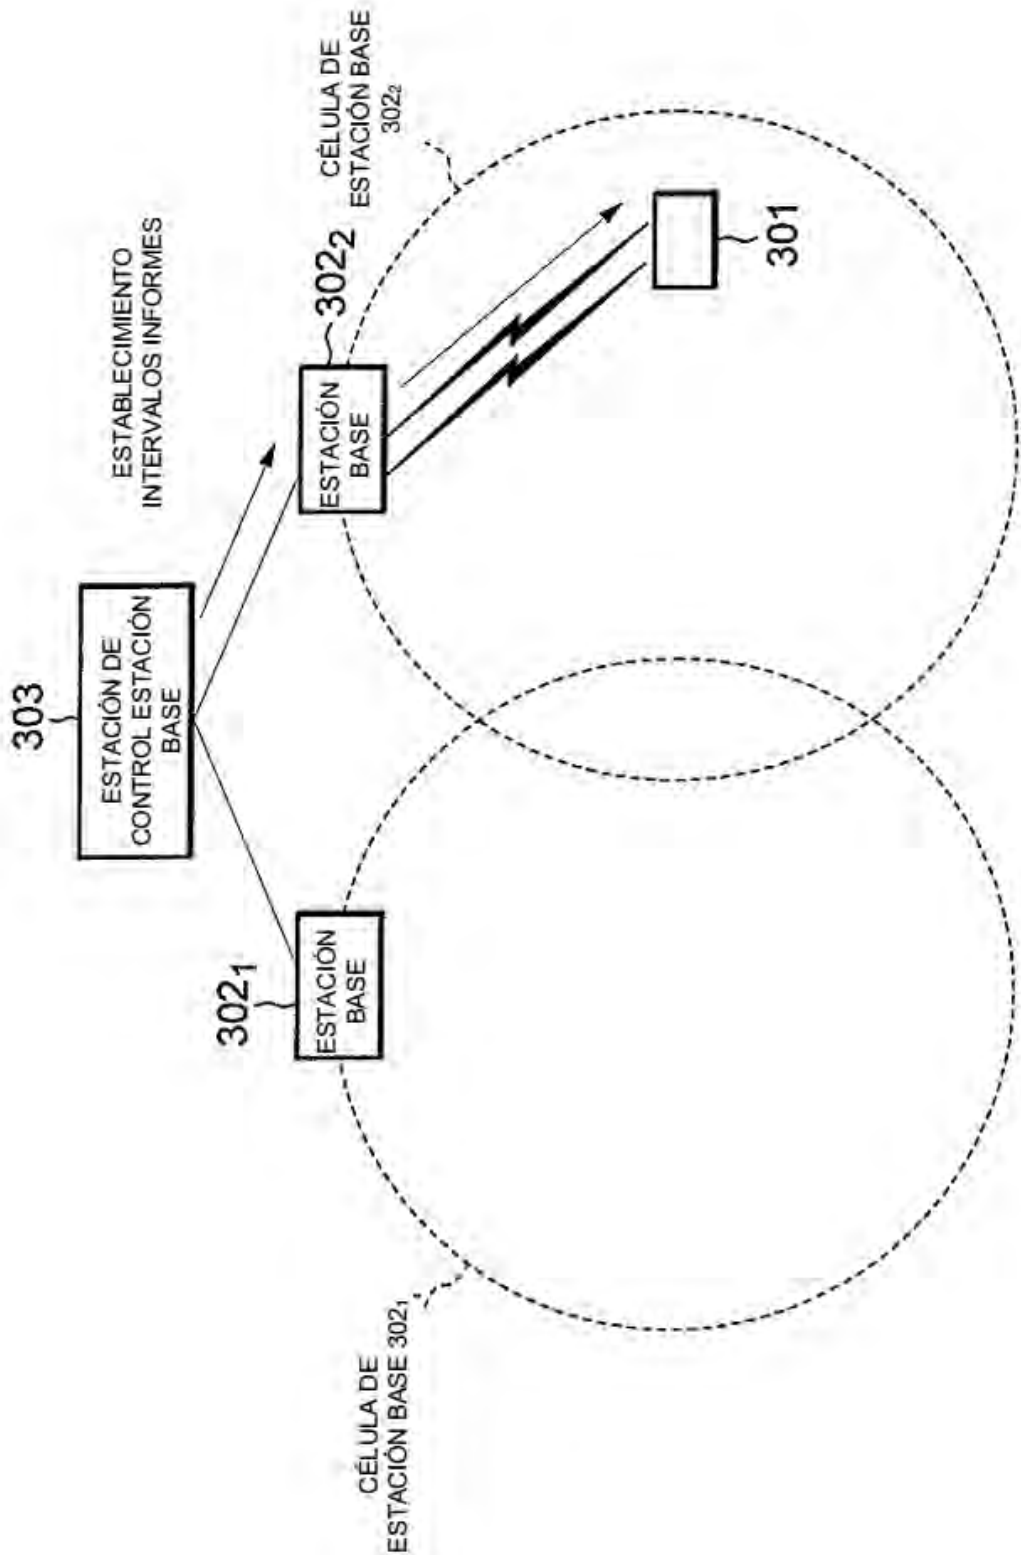 303
ESTACIÓN DE
CONTROL ESTACIÓN
BASE
ESTABLECIMIENTO
INTERVALOS INFORMES
302₁
ESTACIÓN
BASE
302₂
ESTACIÓN
BASE
CÉLULA DE
ESTACIÓN BASE
302₂
301
CÉLULA DE
ESTACIÓN BASE 302₁